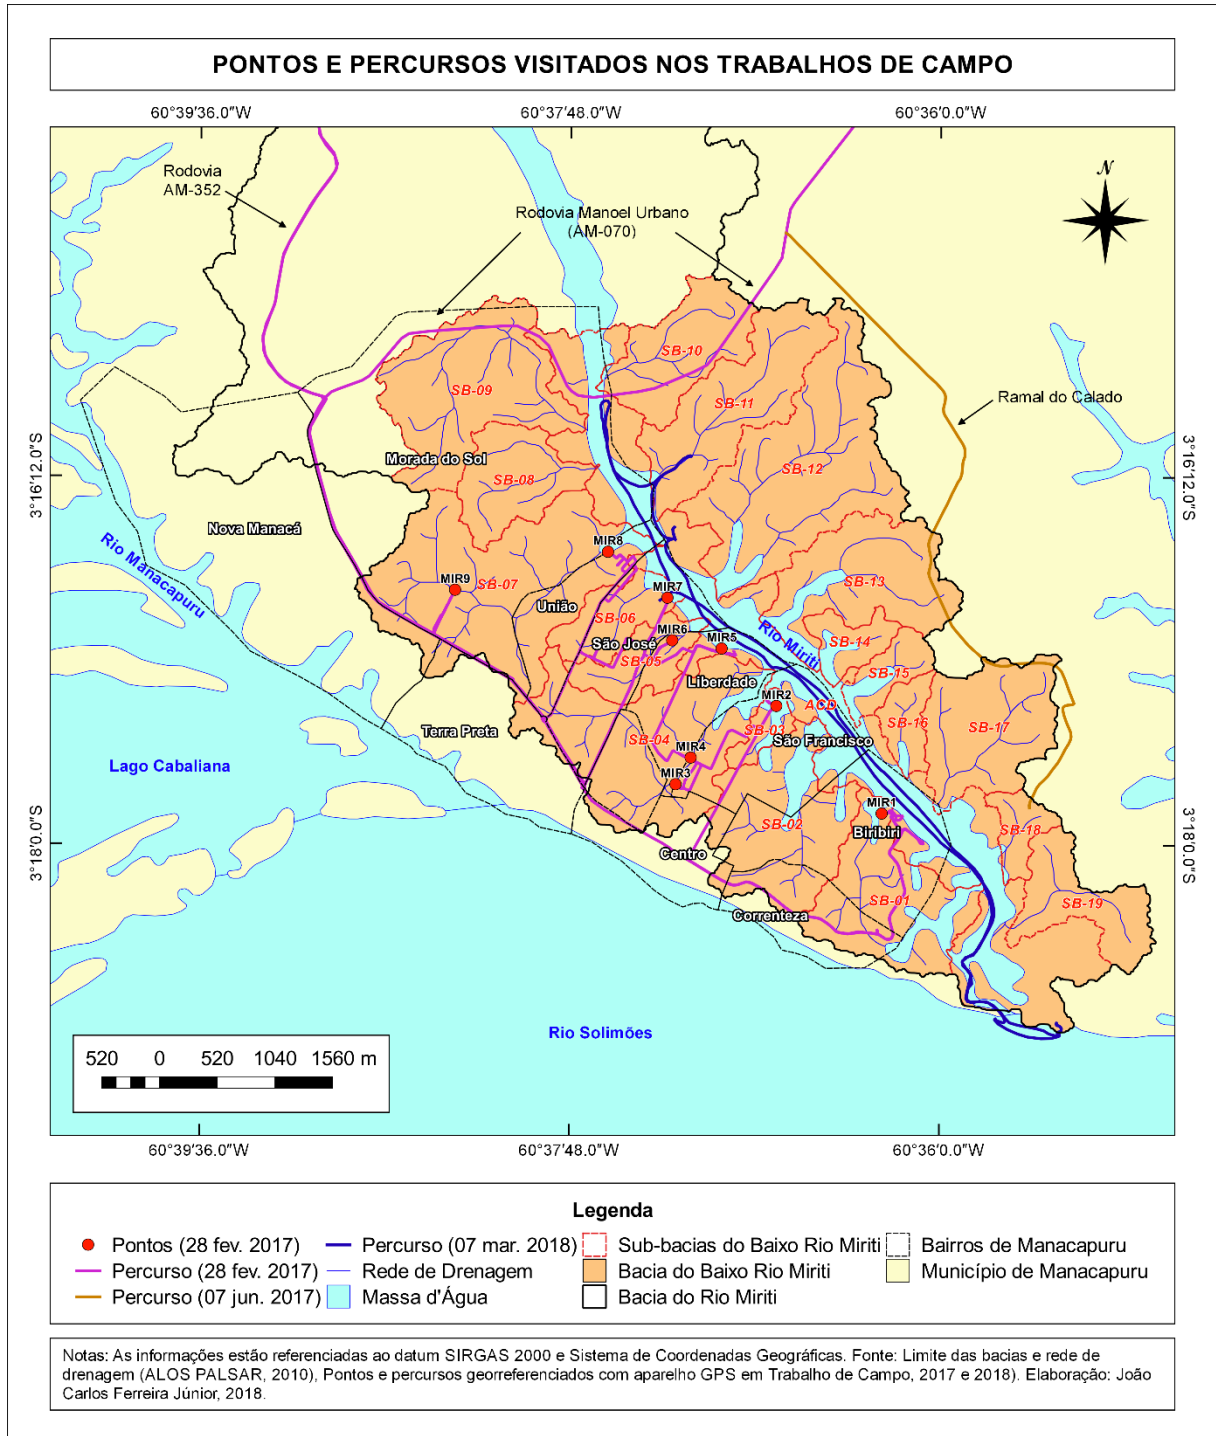 PONTOS E PERCURSOS VISITADOS NOS TRABALHOS DE CAMPO
60°39'36.0"W
60°37'48.0"W
60°36'0.0"W
Rodovia
AM-352
Rodovia Manoel Urbano
(AM-070)
N
SB-10
SB-09
SB-11
Ramal do Calado
3°16'12.0"S
3°16'12.0"S
Morada do Sol
SB-12
SB-08
Nova Manacá
Rio Manacapuru
MIR8
MIR9
SB-07
MIR7
SB-13
União
SB-06
MIR6
MIR5
Rio Miriti
SB-14
São José
SB-05
SB-15
Liberdade
MIR2
ACD
SB-16
SB-17
Terra Preta
SB-04
SB-03
São Francisco
MIR4
Lago Cabaliana
MIR3
MIR1
SB-02
Biribiri
SB-18
3°18'0.0"S
3°18'0.0"S
Centro
SB-01
SB-19
Correnteza
Rio Solimões
520 0 520 1040 1560 m
60°39'36.0"W
60°37'48.0"W
60°36'0.0"W
Legenda
Pontos (28 fev. 2017)
Percurso (28 fev. 2017)
Percurso (07 jun. 2017)
Percurso (07 mar. 2018)
Rede de Drenagem
Massa d'Água
Sub-bacias do Baixo Rio Miriti
Bacia do Baixo Rio Miriti
Bacia do Rio Miriti
Bairros de Manacapuru
Município de Manacapuru
Notas: As informações estão referenciadas ao datum SIRGAS 2000 e Sistema de Coordenadas Geográficas. Fonte: Limite das bacias e rede de
drenagem (ALOS PALSAR, 2010), Pontos e percursos georreferenciados com aparelho GPS em Trabalho de Campo, 2017 e 2018). Elaboração: João
Carlos Ferreira Júnior, 2018.